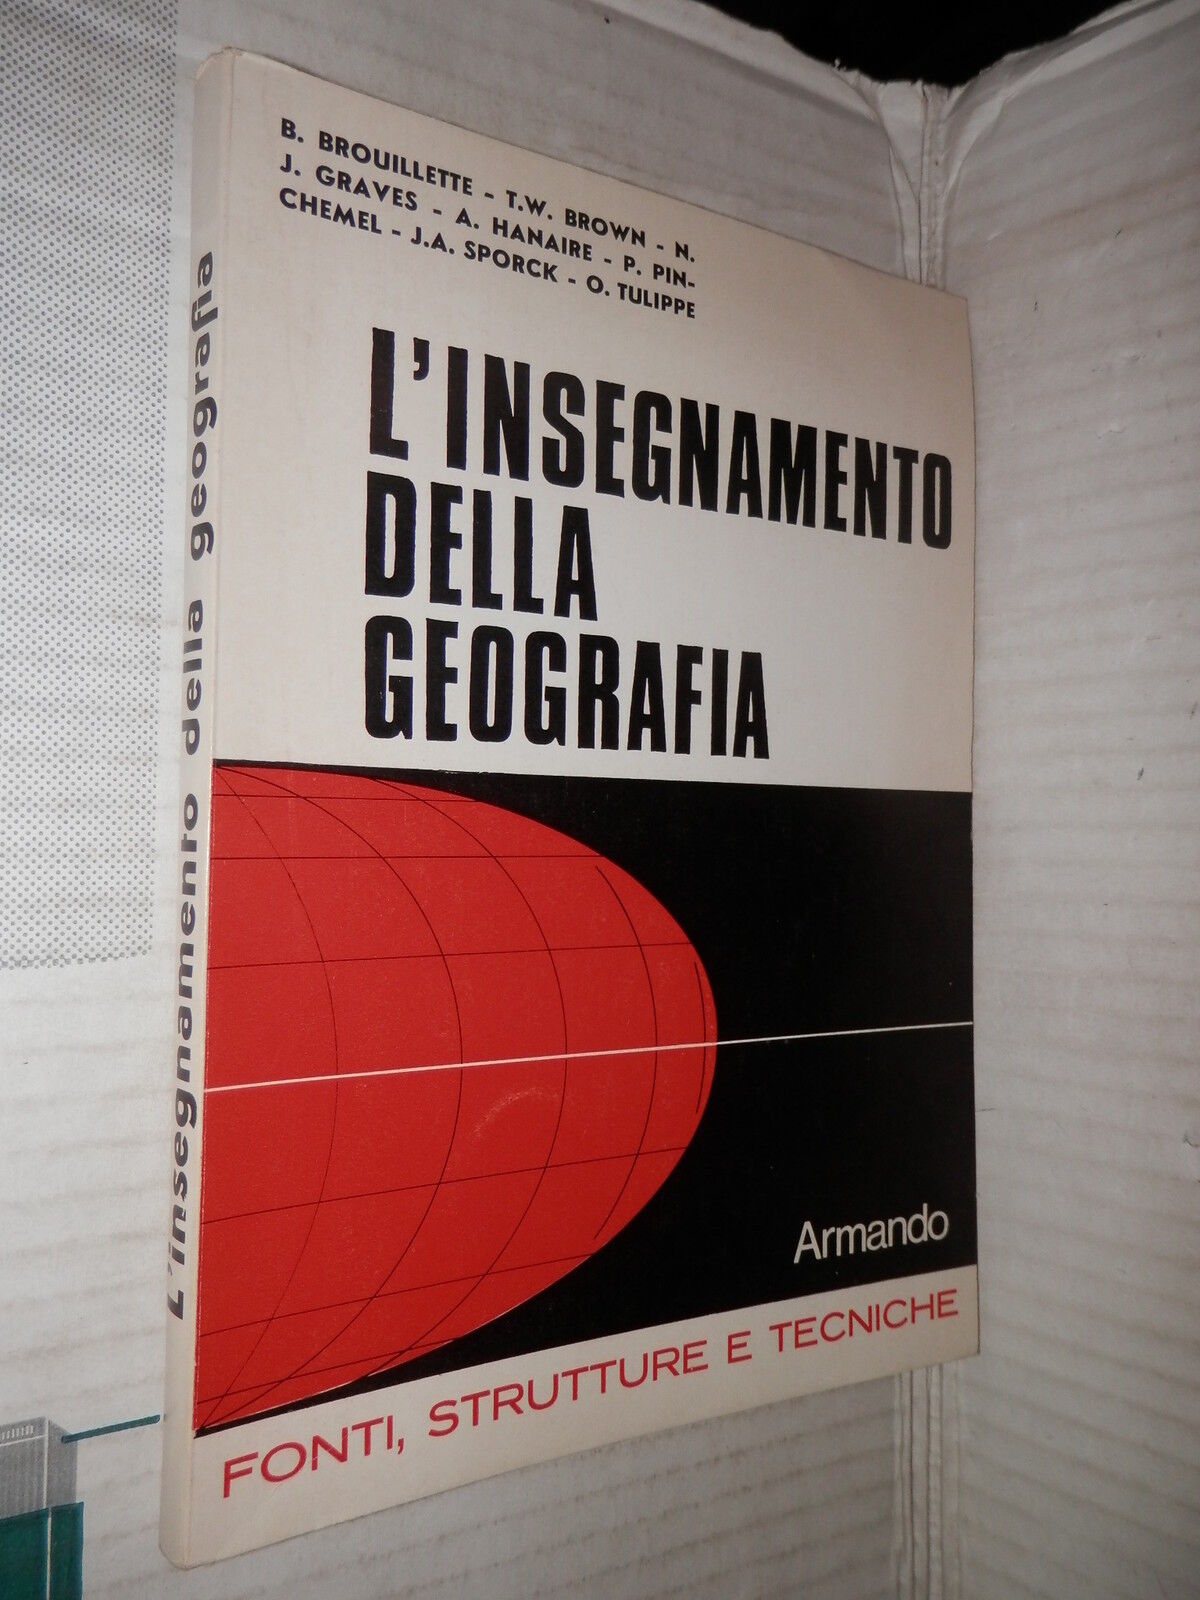 B. BROUILLETTE - T.W. BROWN - N.
J. GRAVES - A. HANAIRE - P. PIN-
CHEMEL - J.A. SPORCK - O. TULIPPE
L'INSEGNAMENTO
DELLA
GEOGRAFIA
Armando
FONTI, STRUTTURE E TECNICHE
L'insegnamento della geografia